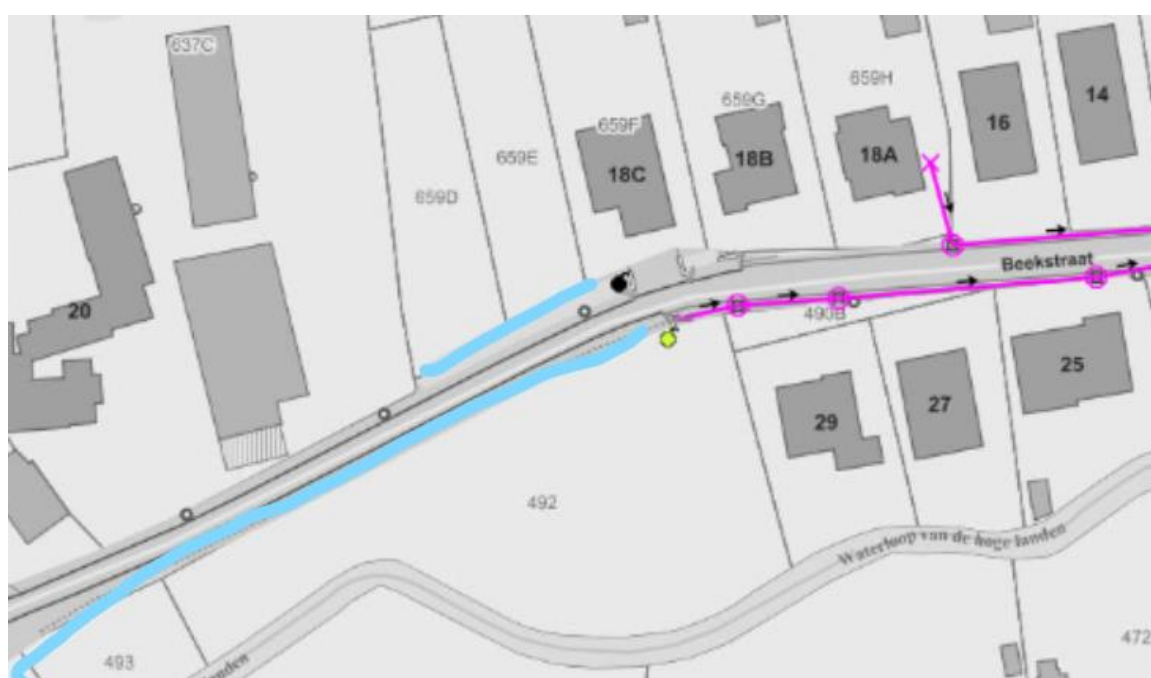 637C
659H
14
659G
16
659F
18B
18A
659E
18C
659D
Beekstraat
20
490B
25
29
27
492
Waterloop van de hoge landen
landen
493
472